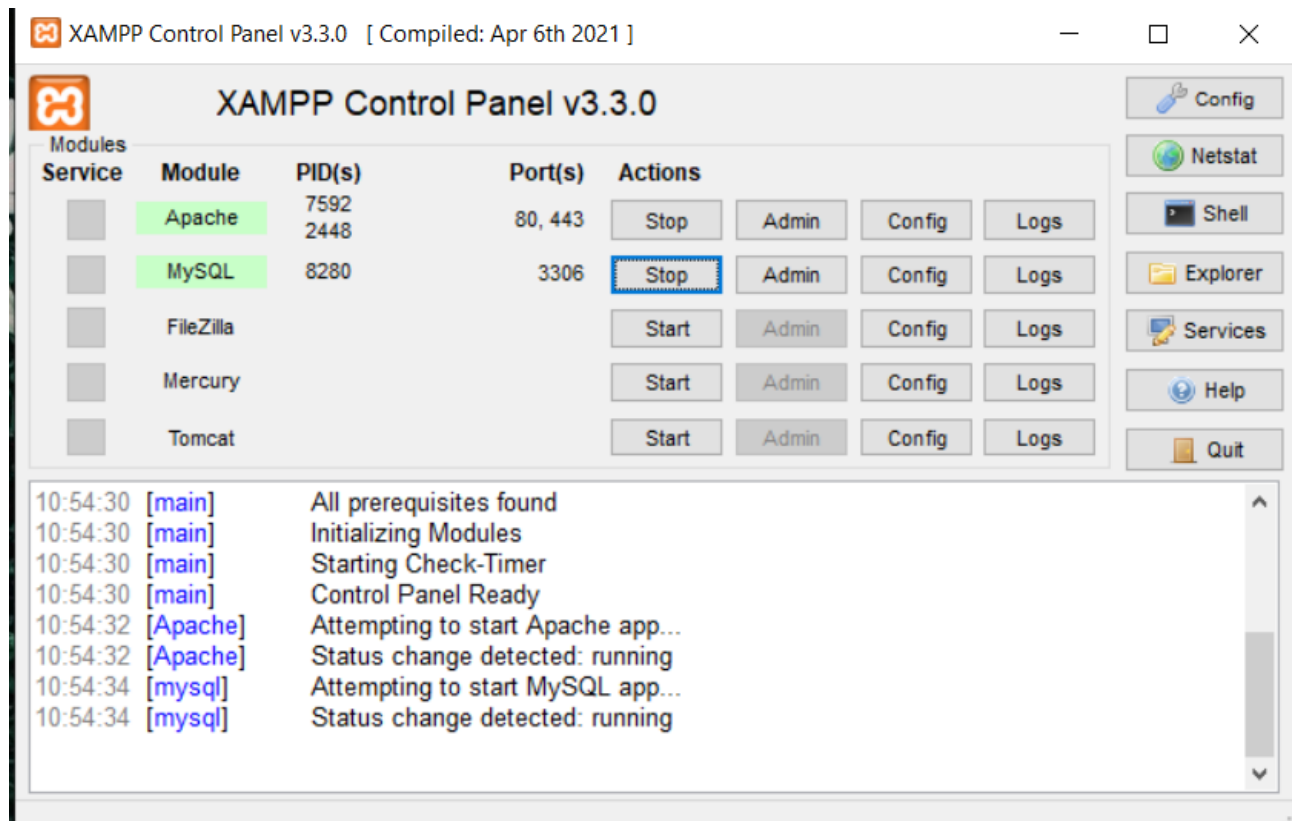 XAMPP Control Panel v3.3.0 [ Compiled: Apr 6th 2021 ]
XAMPP Control Panel v3.3.0
Config
Modules
Service Module PID(s) Port(s) Actions
Netstat
Apache 7592 2448 80, 443 Stop Admin Config Logs
Shell
MySQL 8280 3306 Stop Admin Config Logs
Explorer
FileZilla Start Admin Config Logs
Services
Mercury Start Admin Config Logs
Help
Tomcat Start Admin Config Logs
Quit
10:54:30 [main] All prerequisites found
10:54:30 [main] Initializing Modules
10:54:30 [main] Starting Check-Timer
10:54:30 [main] Control Panel Ready
10:54:32 [Apache] Attempting to start Apache app...
10:54:32 [Apache] Status change detected: running
10:54:34 [mysql] Attempting to start MySQL app...
10:54:34 [mysql] Status change detected: running